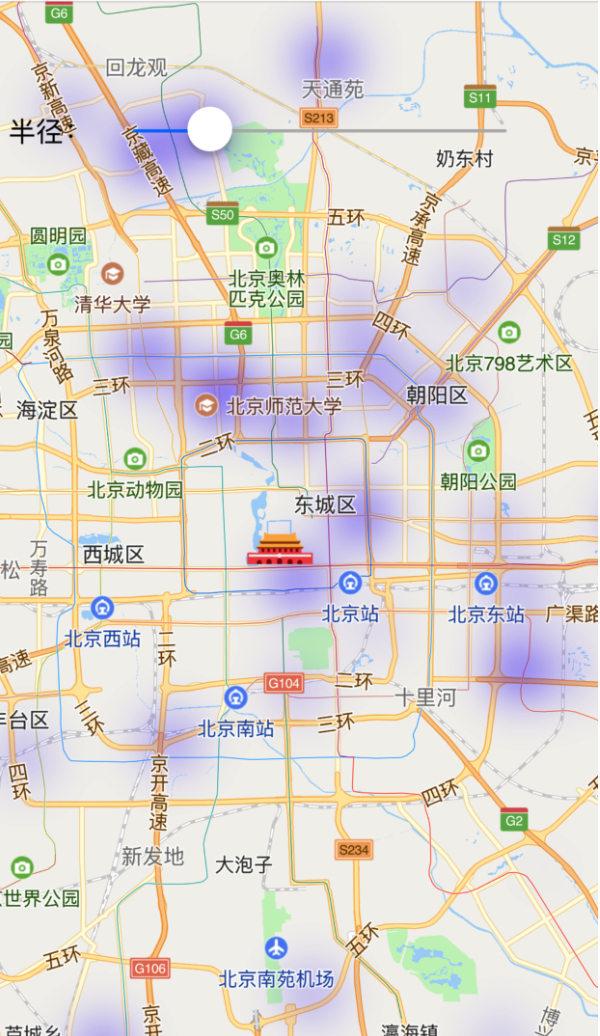 G6
回龙观
天通苑
京新高速
S11
S213
半径:
京藏高速
奶东村
京承高速
S50
五环
圆明园
S12
北京奥林
匹克公园
清华大学
万泉河路
G6
四环
北京798艺术区
三环
三环
朝阳区
海淀区
北京师范大学
二环
北京动物园
朝阳公园
东城区
万寿路
西城区
松
北京站
北京东站
广渠路
北京西站
二环
高速
G104
二环
十里河
北京南站
三环
三环
丰台区
四环
京开高速
四环
G2
新发地
大泡子
S234
世界公园
五环
五环
G106
北京南苑机场
京开
瀛海镇